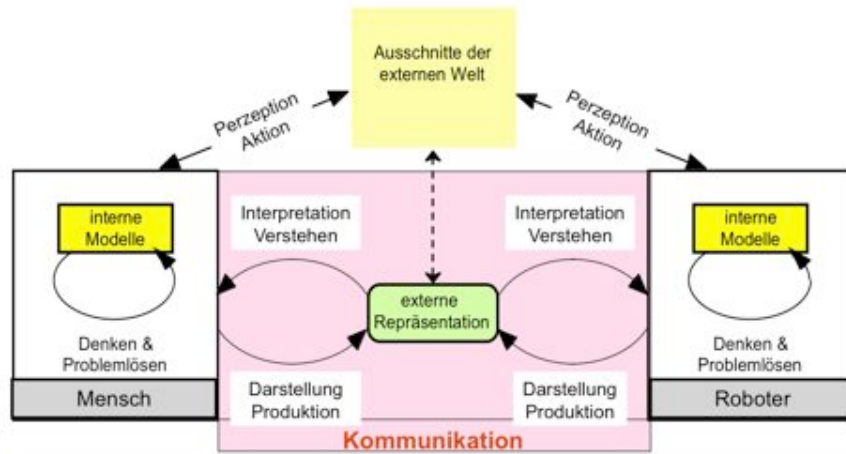 Ausschnitte der
externen Welt
Perzeption
Aktion
Perzeption
Aktion
interne
Modelle
Denken &
Problemlösen
Mensch
Interpretation
Verstehen
externe
Repräsentation
Darstellung
Produktion
Interpretation
Verstehen
Darstellung
Produktion
Kommunikation
interne
Modelle
Denken &
Problemlösen
Roboter